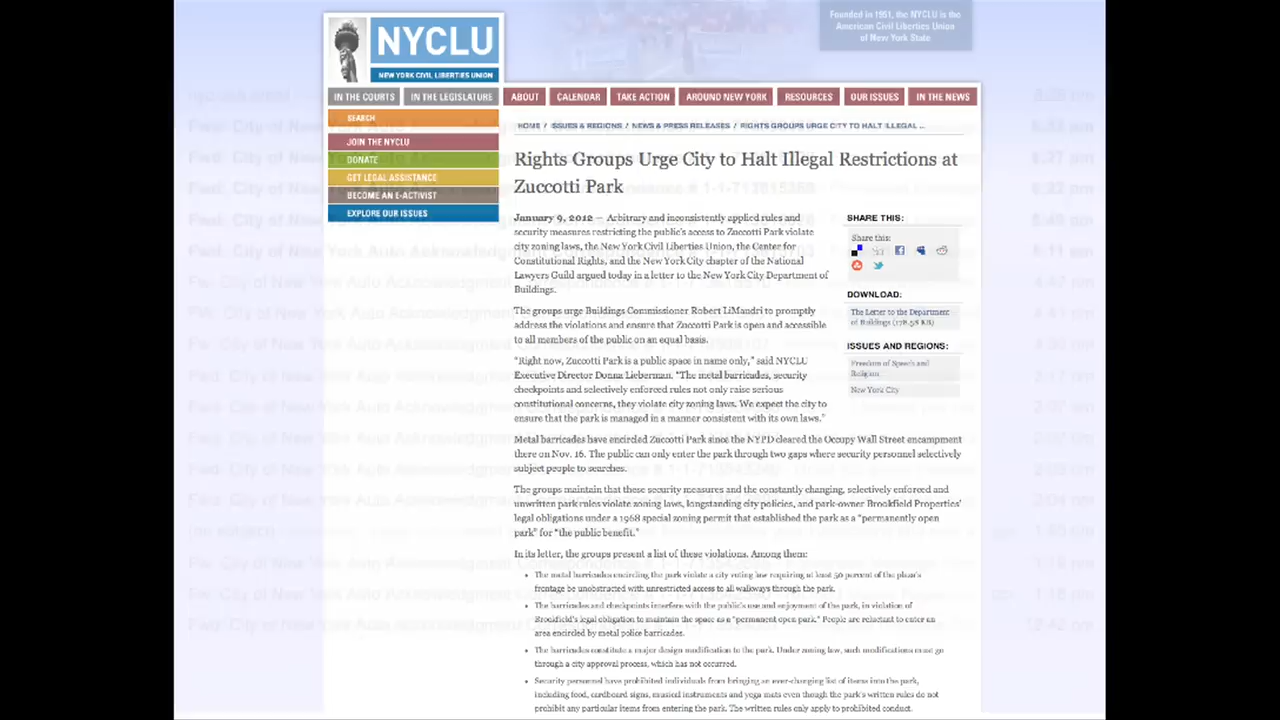 Founded in 1951, the NYCLU is the
American Civil Liberties Union
of New York State
NYCLU
NEW YORK CIVIL LIBERTIES UNION
IN THE COURTS
IN THE LEGISLATURE
ABOUT
CALENDAR
TAKE ACTION
AROUND NEW YORK
RESOURCES
OUR ISSUES
IN THE NEWS
SEARCH
JOIN THE NYCLU
DONATE
GET LEGAL ASSISTANCE
BECOME AN E-ACTIVIST
EXPLORE OUR ISSUES
HOME / ISSUES & REGIONS / NEWS & PRESS RELEASES / RIGHTS GROUPS URGE CITY TO HALT ILLEGAL ...
Rights Groups Urge City to Halt Illegal Restrictions at
Zuccotti Park
January 9, 2012 — Arbitrary and inconsistently applied rules and
security measures restricting the public's access to Zuccotti Park violate
city zoning laws, the New York Civil Liberties Union, the Center for
Constitutional Rights, and the New York City chapter of the National
Lawyers Guild argued today in a letter to the New York City Department of
Buildings.
The groups urge Buildings Commissioner Robert LiMandri to promptly
address the violations and ensure that Zuccotti Park is open and accessible
to all members of the public on an equal basis.
"Right now, Zuccotti Park is a public space in name only," said NYCLU
Executive Director Donna Lieberman. "The metal barricades, security
checkpoints and selectively enforced rules not only raise serious
constitutional concerns, they violate city zoning laws. We expect the city to
ensure that the park is managed in a manner consistent with its own laws."
Metal barricades have encircled Zuccotti Park since the NYPD cleared the Occupy Wall Street encampment
there on Nov. 16. The public can only enter the park through two gaps where security personnel selectively
subject people to searches.
The groups maintain that these security measures and the constantly changing, selectively enforced and
unwritten park rules violate zoning laws, longstanding city policies, and park-owner Brookfield Properties'
legal obligations under a 1968 special zoning permit that established the park as a "permanently open
park" for "the public benefit."
In its letter, the groups present a list of these violations. Among them:
• The metal barricades encircling the park violate a city zoning law requiring at least 50 percent of the plaza's
frontage be unobstructed with unrestricted access to all walkways through the park.
• The barricades and checkpoints interfere with the public's use and enjoyment of the park, in violation of
Brookfield's legal obligation to maintain the space as a "permanent open park." People are reluctant to enter an
area encircled by metal police barricades.
• The barricades constitute a major design modification to the park. Under zoning law, such modifications must go
through a city approval process, which has not occurred.
• Security personnel have prohibited individuals from bringing an ever-changing list of items into the park,
including food, cardboard signs, musical instruments and yoga mats even though the park's written rules do not
prohibit any particular items from entering the park. The written rules only apply to prohibited conduct.
SHARE THIS:
Share this:
DOWNLOAD:
The Letter to the Department
of Buildings (178.58 KB)
ISSUES AND REGIONS:
Freedom of Speech and
Religion
New York City